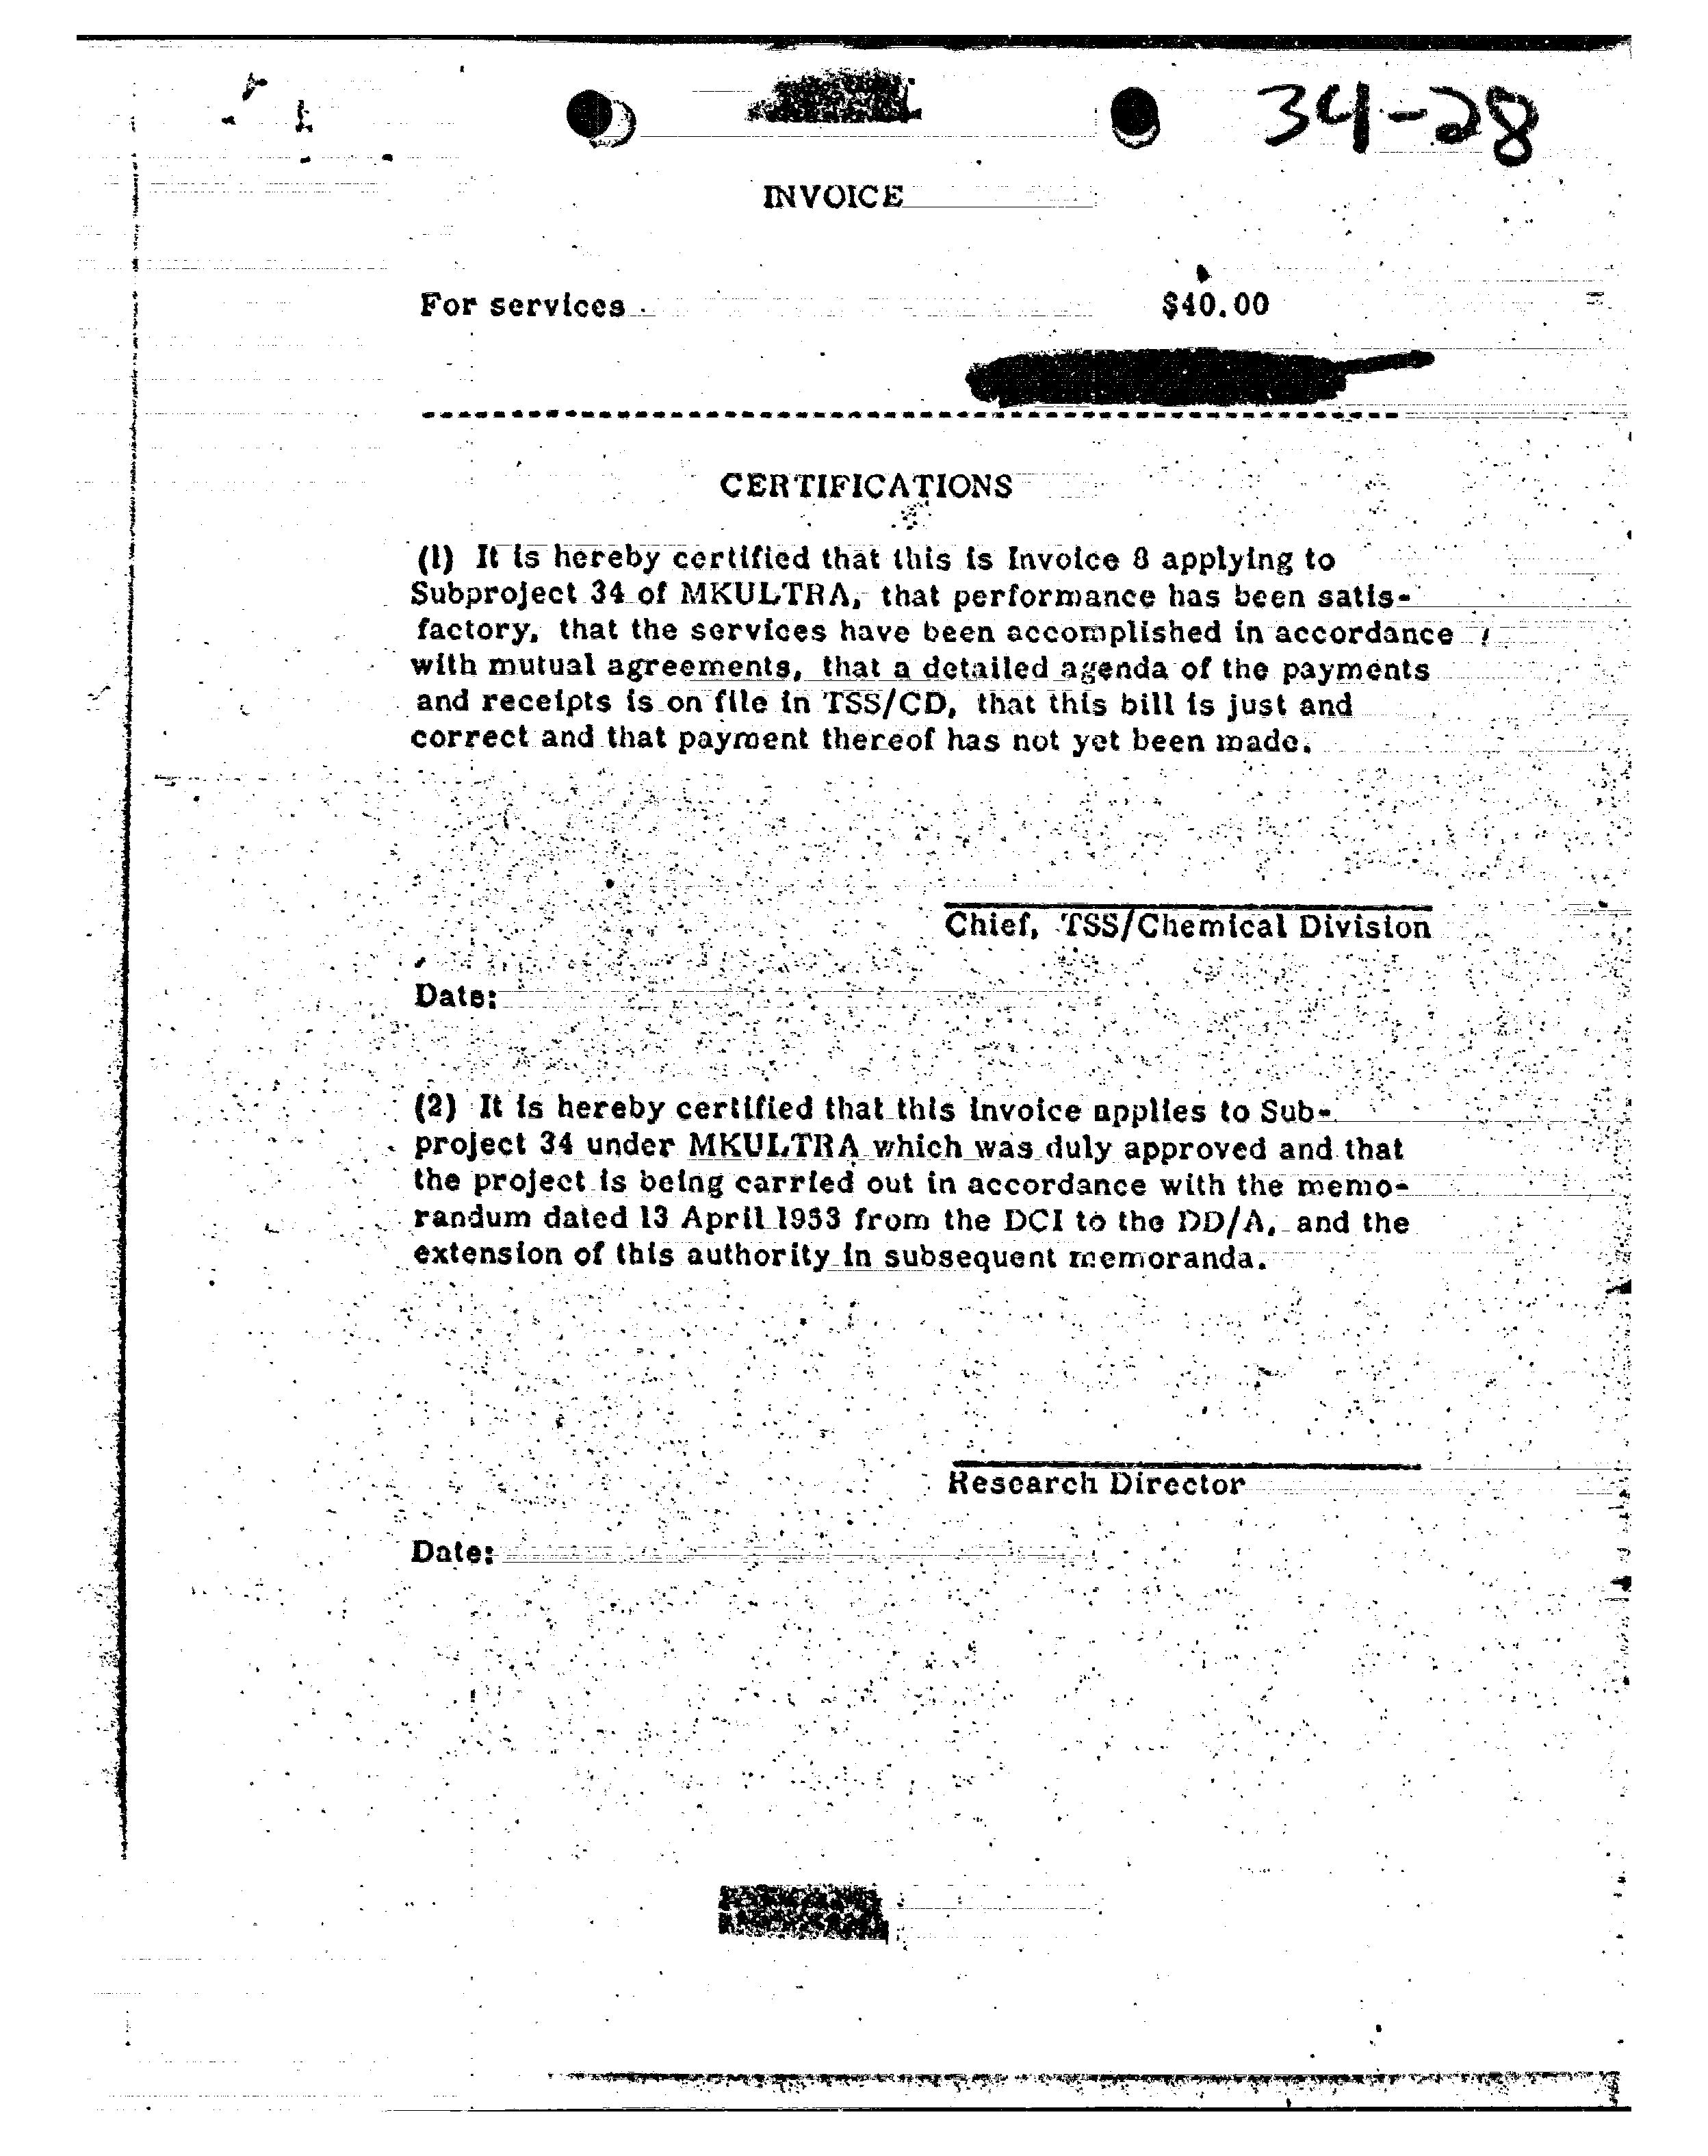 34-28
INVOICE
For services $40.00
CERTIFICATIONS
(1) It is hereby certified that this is Invoice 8 applying to
Subproject 34 of MKULTRA, that performance has been satis-
factory, that the services have been accomplished in accordance
with mutual agreements, that a detailed agenda of the payments
and receipts is on file in TSS/CD, that this bill is just and
correct and that payment thereof has not yet been made.
Chief, TSS/Chemical Division
Date:
(2) It is hereby certified that this invoice applies to Sub-
project 34 under MKULTRA which was duly approved and that
the project is being carried out in accordance with the memo-
randum dated 13 April 1953 from the DCI to the DD/A, and the
extension of this authority in subsequent memoranda.
Research Director
Date: